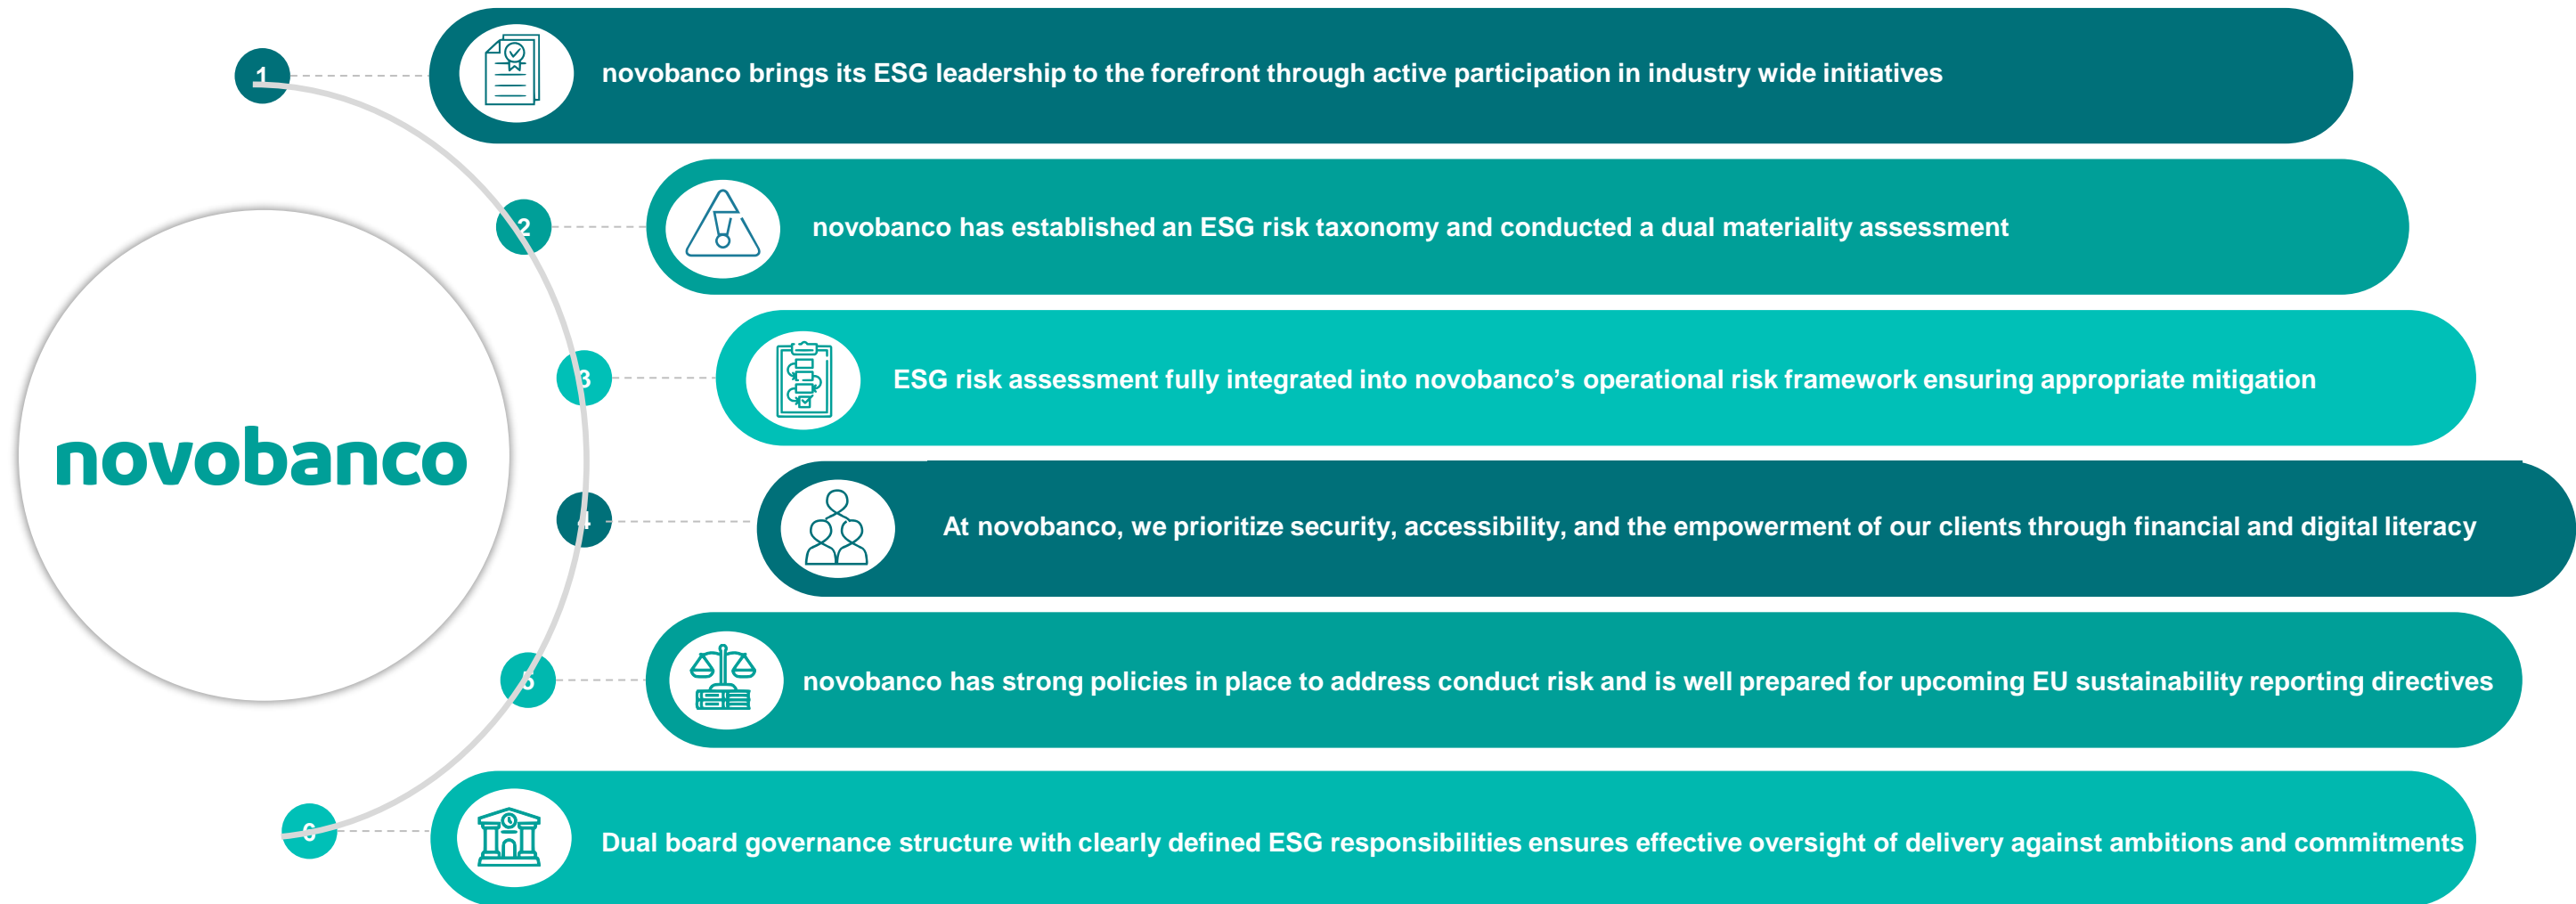 1
novobanco brings its ESG leadership to the forefront through active participation in industry wide initiatives
2
novobanco has established an ESG risk taxonomy and conducted a dual materiality assessment
3
ESG risk assessment fully integrated into novobanco’s operational risk framework ensuring appropriate mitigation
novobanco
4
At novobanco, we prioritize security, accessibility, and the empowerment of our clients through financial and digital literacy
5
novobanco has strong policies in place to address conduct risk and is well prepared for upcoming EU sustainability reporting directives
6
Dual board governance structure with clearly defined ESG responsibilities ensures effective oversight of delivery against ambitions and commitments